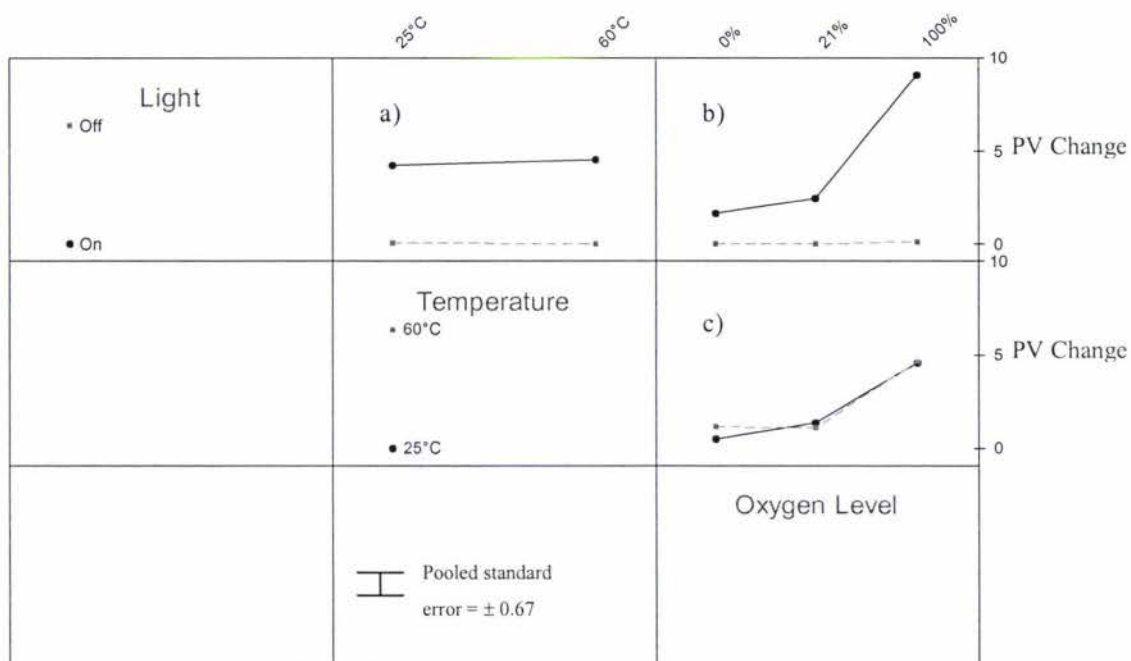 25°C 60°C 0% 21% 100%
Light
Off
On
a)
b)
10
5
0
PV Change
Temperature
60°C
25°C
c)
10
5
0
PV Change
Oxygen Level
Pooled standard
error = ± 0.67